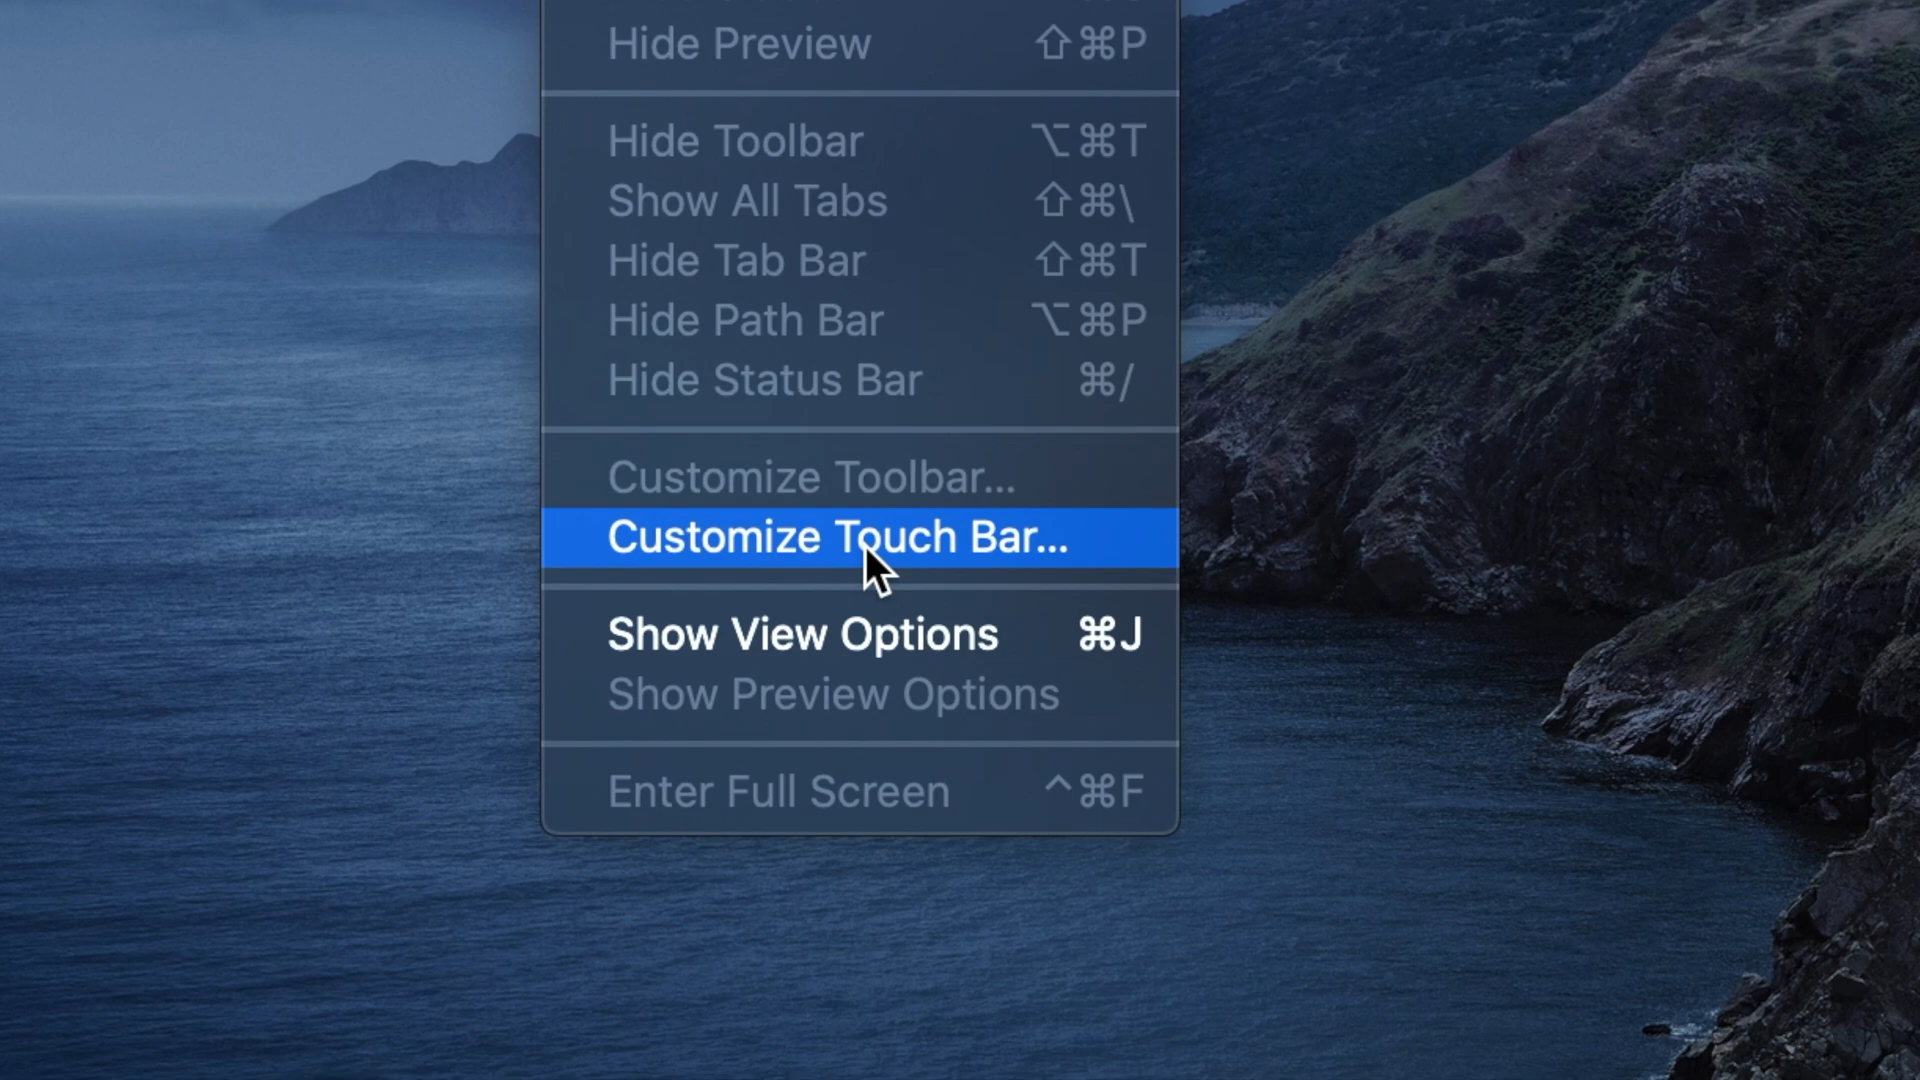 Hide Preview ⇧⌘P
Hide Toolbar ⌥⌘T
Show All Tabs ⇧⌘\
Hide Tab Bar ⇧⌘T
Hide Path Bar ⌥⌘P
Hide Status Bar ⌘/
Customize Toolbar...
Customize Touch Bar...
Show View Options ⌘J
Show Preview Options
Enter Full Screen ^⌘F